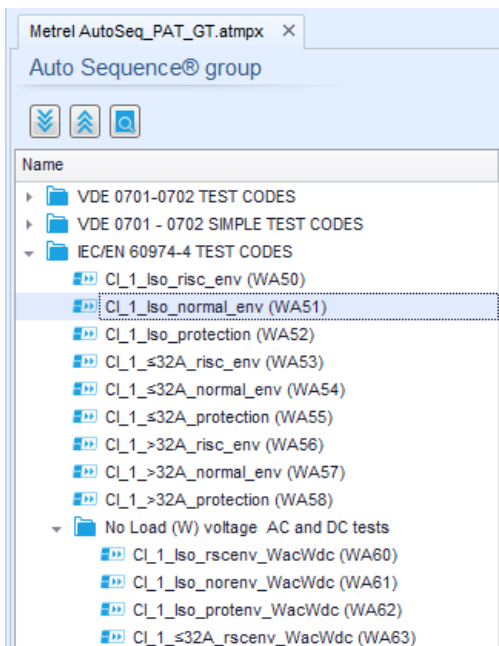 Metrel AutoSeq_PAT_GT.atmpx
Auto Sequence® group
Name
VDE 0701-0702 TEST CODES
VDE 0701 - 0702 SIMPLE TEST CODES
IEC/EN 60974-4 TEST CODES
Cl_1_Iso_risc_env (WA50)
Cl_1_Iso_normal_env (WA51)
Cl_1_Iso_protection (WA52)
Cl_1_≤32A_risc_env (WA53)
Cl_1_≤32A_normal_env (WA54)
Cl_1_≤32A_protection (WA55)
Cl_1_>32A_risc_env (WA56)
Cl_1_>32A_normal_env (WA57)
Cl_1_>32A_protection (WA58)
No Load (W) voltage AC and DC tests
Cl_1_Iso_rscenv_WacWdc (WA60)
Cl_1_Iso_norenv_WacWdc (WA61)
Cl_1_Iso_protenv_WacWdc (WA62)
Cl_1_≤32A_rscenv_WacWdc (WA63)